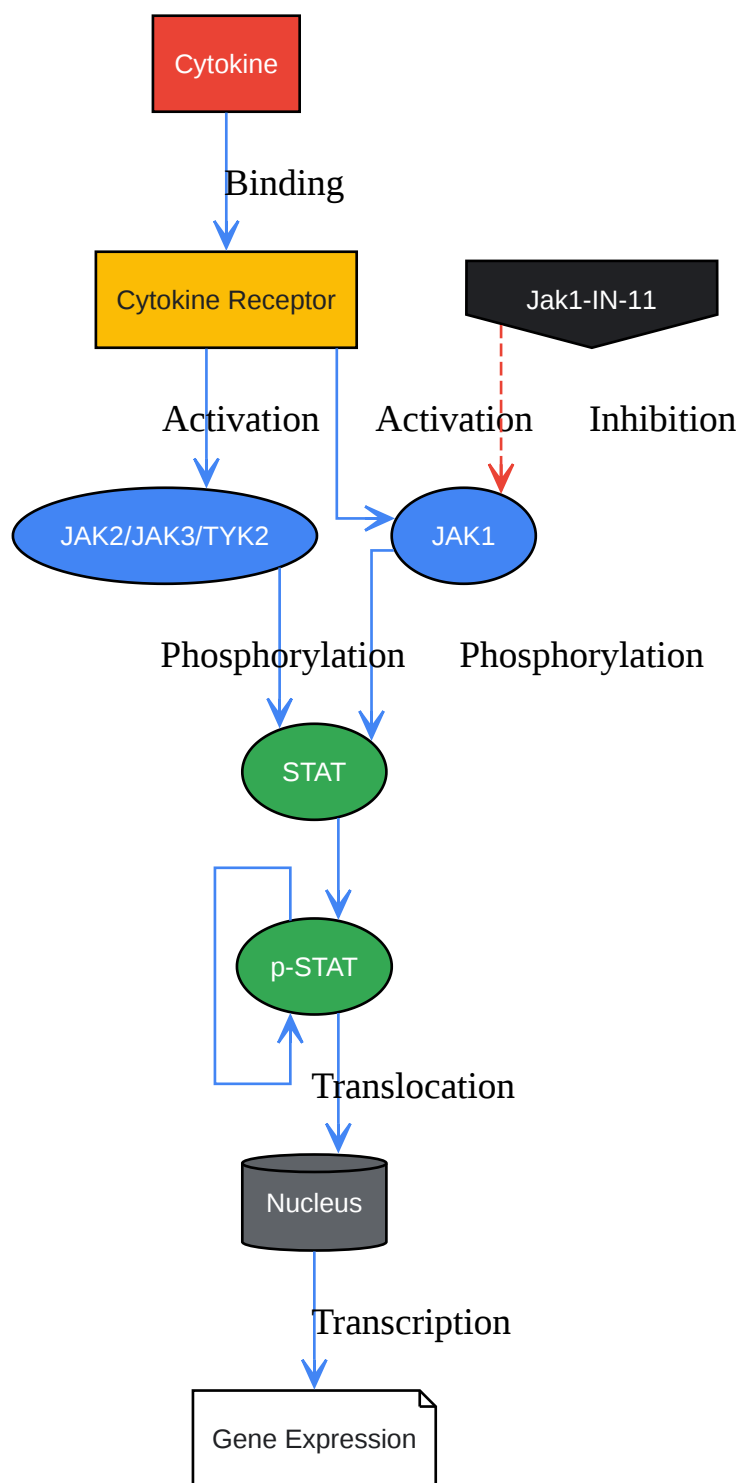 Cytokine
Binding
Cytokine Receptor
Jak1-IN-11
Activation
Activation
Inhibition
JAK2/JAK3/TYK2
JAK1
Phosphorylation
Phosphorylation
STAT
p-STAT
Translocation
Nucleus
Transcription
Gene Expression